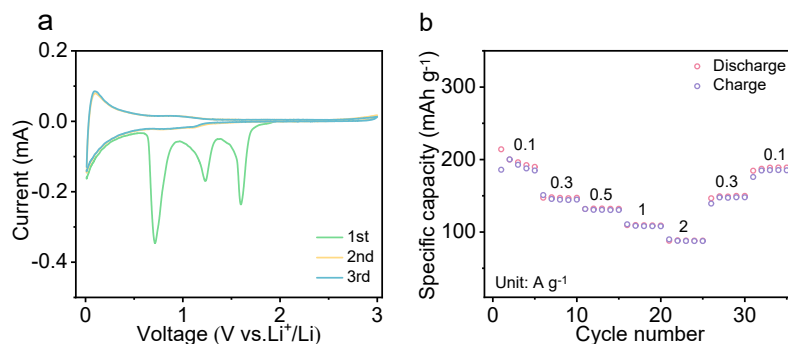 a
0.2
0.0
-0.2
-0.4
Current (mA)
0
1
2
3
Voltage (V vs.Li⁺/Li)
1st
2nd
3rd
b
300
200
100
Specific capacity (mAh g⁻¹)
0
10
20
30
Cycle number
Discharge
Charge
0.1
0.3
0.5
1
2
0.3
0.1
Unit: A g⁻¹